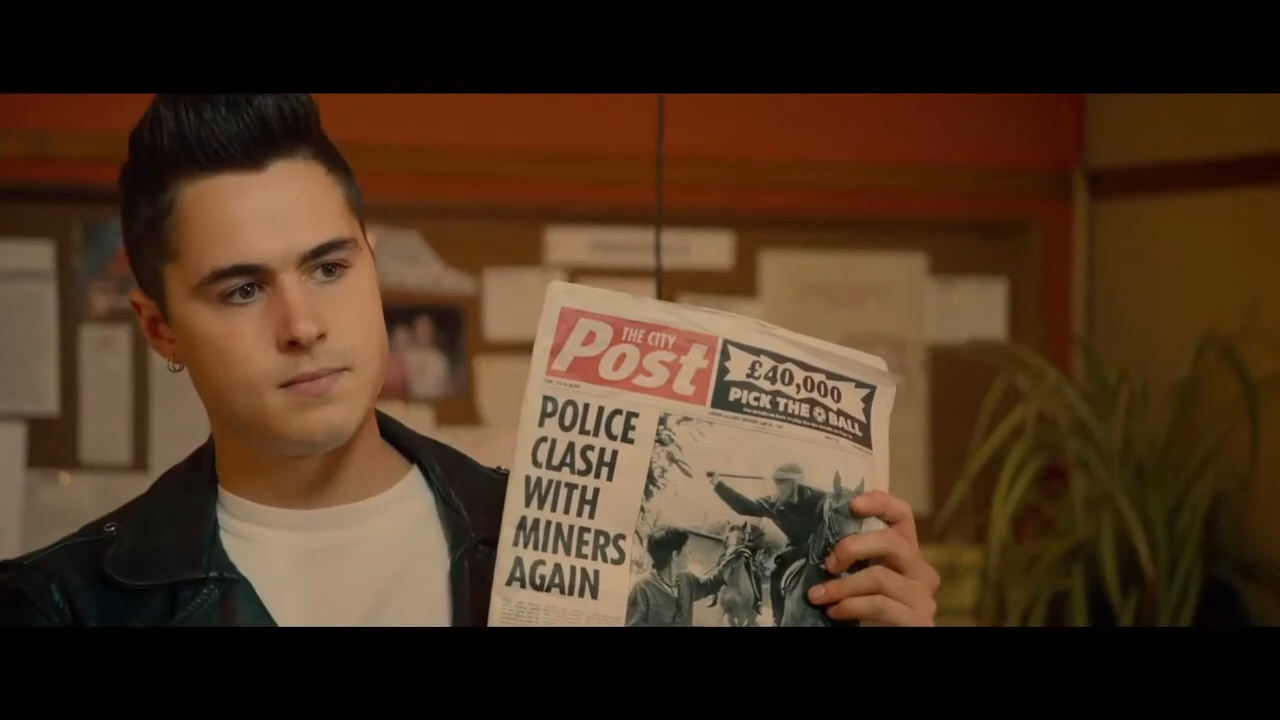 THE CITY
Post
£40,000
PICK THE BALL
POLICE
CLASH
WITH
MINERS
AGAIN